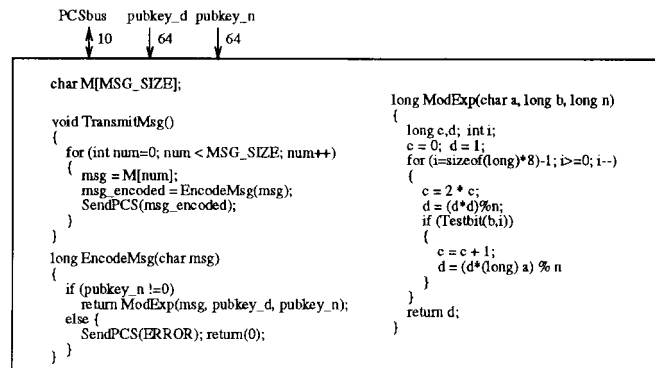 PCSbus pubkey_d pubkey_n
10 64 64
char M[MSG_SIZE];
void TransmitMsg()
{
for (int num=0; num < MSG_SIZE; num++)
{
msg = M[num];
msg_encoded = EncodeMsg(msg);
SendPCS(msg_encoded);
}
}
long EncodeMsg(char msg)
{
if (pubkey_n !=0)
return ModExp(msg, pubkey_d, pubkey_n);
else {
SendPCS(ERROR); return(0);
}
}
long ModExp(char a, long b, long n)
{
long c,d; int i;
c = 0; d = 1;
for (i=sizeof(long)*8)-1; i>=0; i--)
{
c = 2 * c;
d = (d*d)%n;
if (Testbit(b,i))
{
c = c + 1;
d = (d*(long) a) % n
}
}
return d;
}